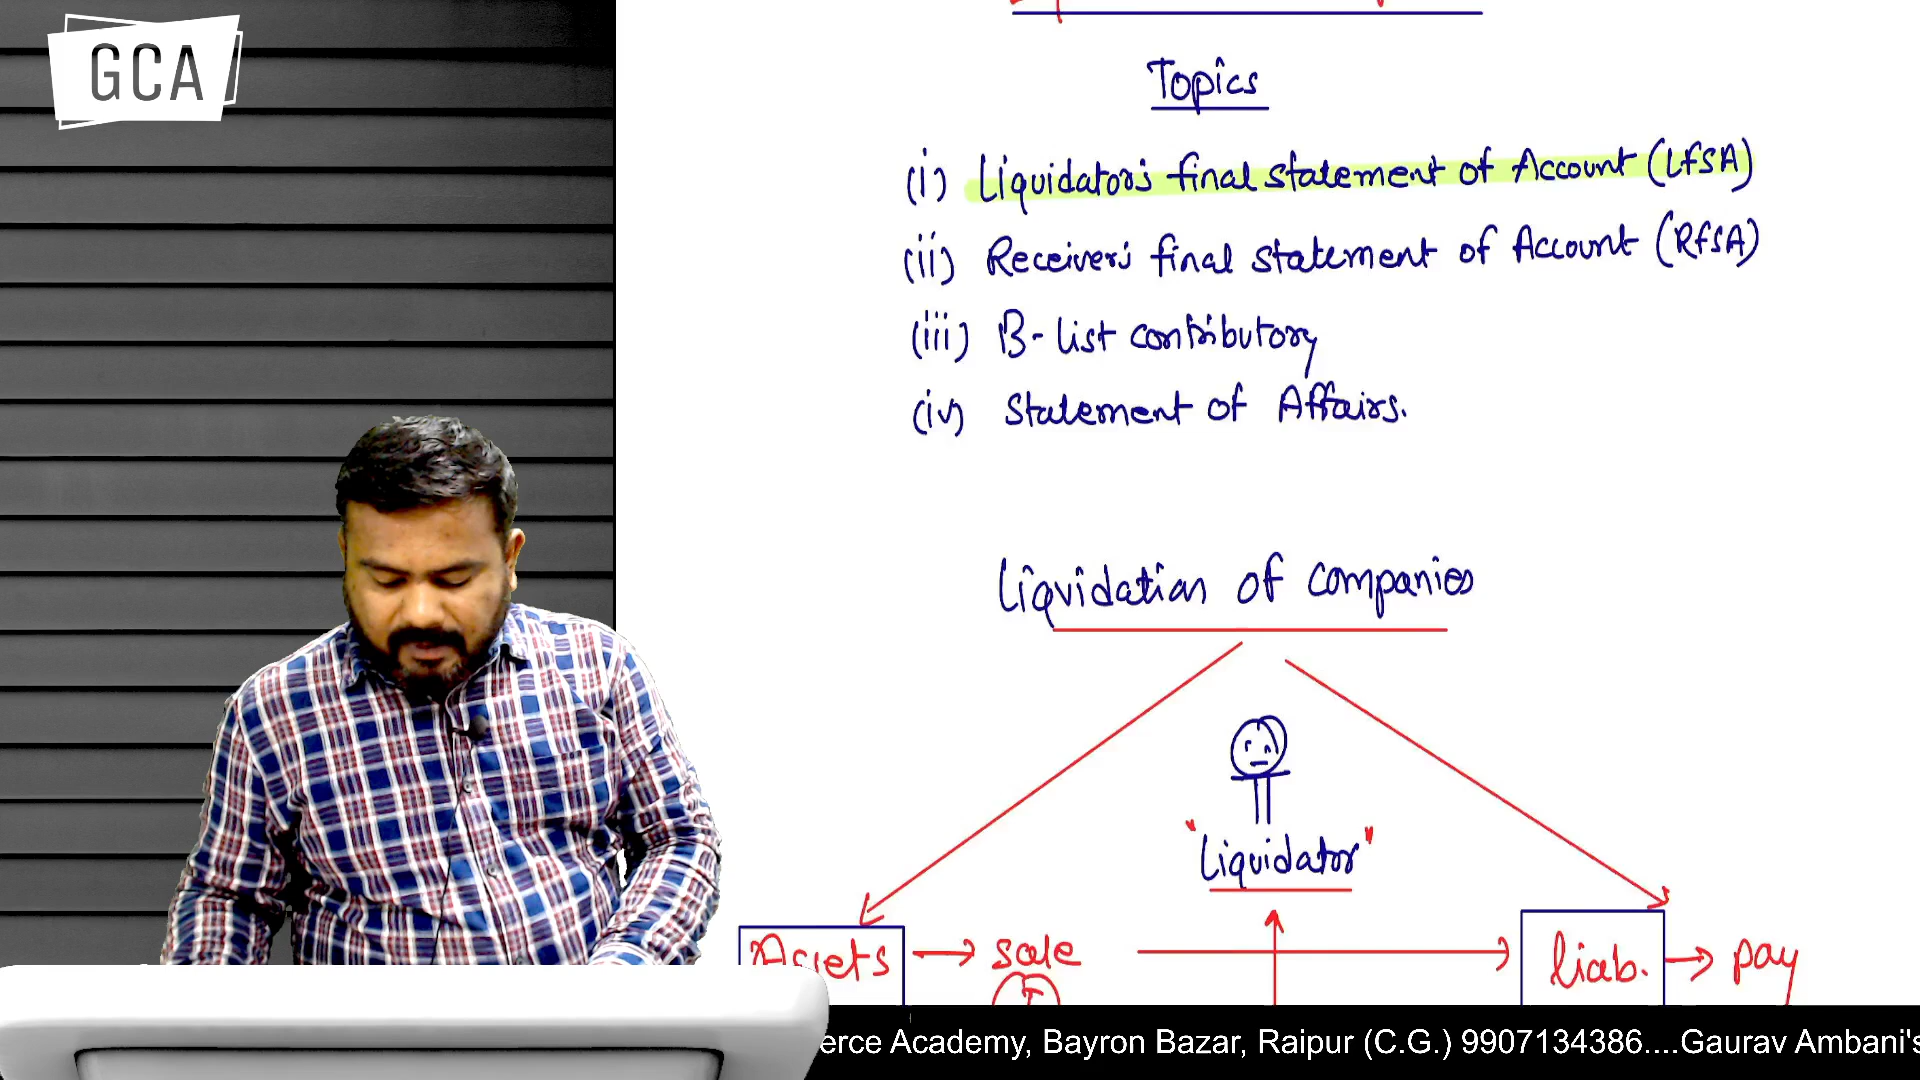 GCA
Topics
(i) Liquidator's final statement of Account (LFSA)
(ii) Receiver's final statement of Account (RFSA)
(iii) B-List contributory
(iv) Statement of Affairs.
Liquidation of companies
"Liquidator"
Assets → sale → liab. → pay
erce Academy, Bayron Bazar, Raipur (C.G.) 9907134386....Gaurav Ambani's